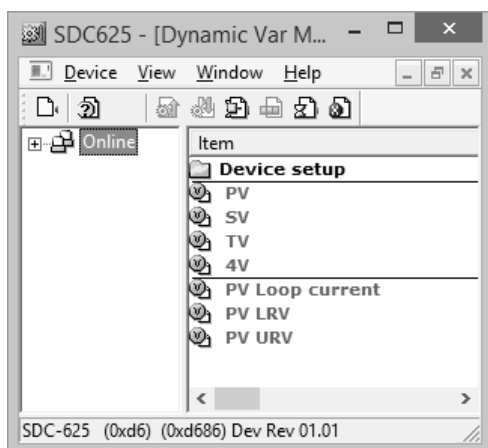 SDC625 - [Dynamic Var M...
Device View Window Help
Online
Item
Device setup
PV
SV
TV
4V
PV Loop current
PV LRV
PV URV
SDC-625 (0xd6) (0xd686) Dev Rev 01.01